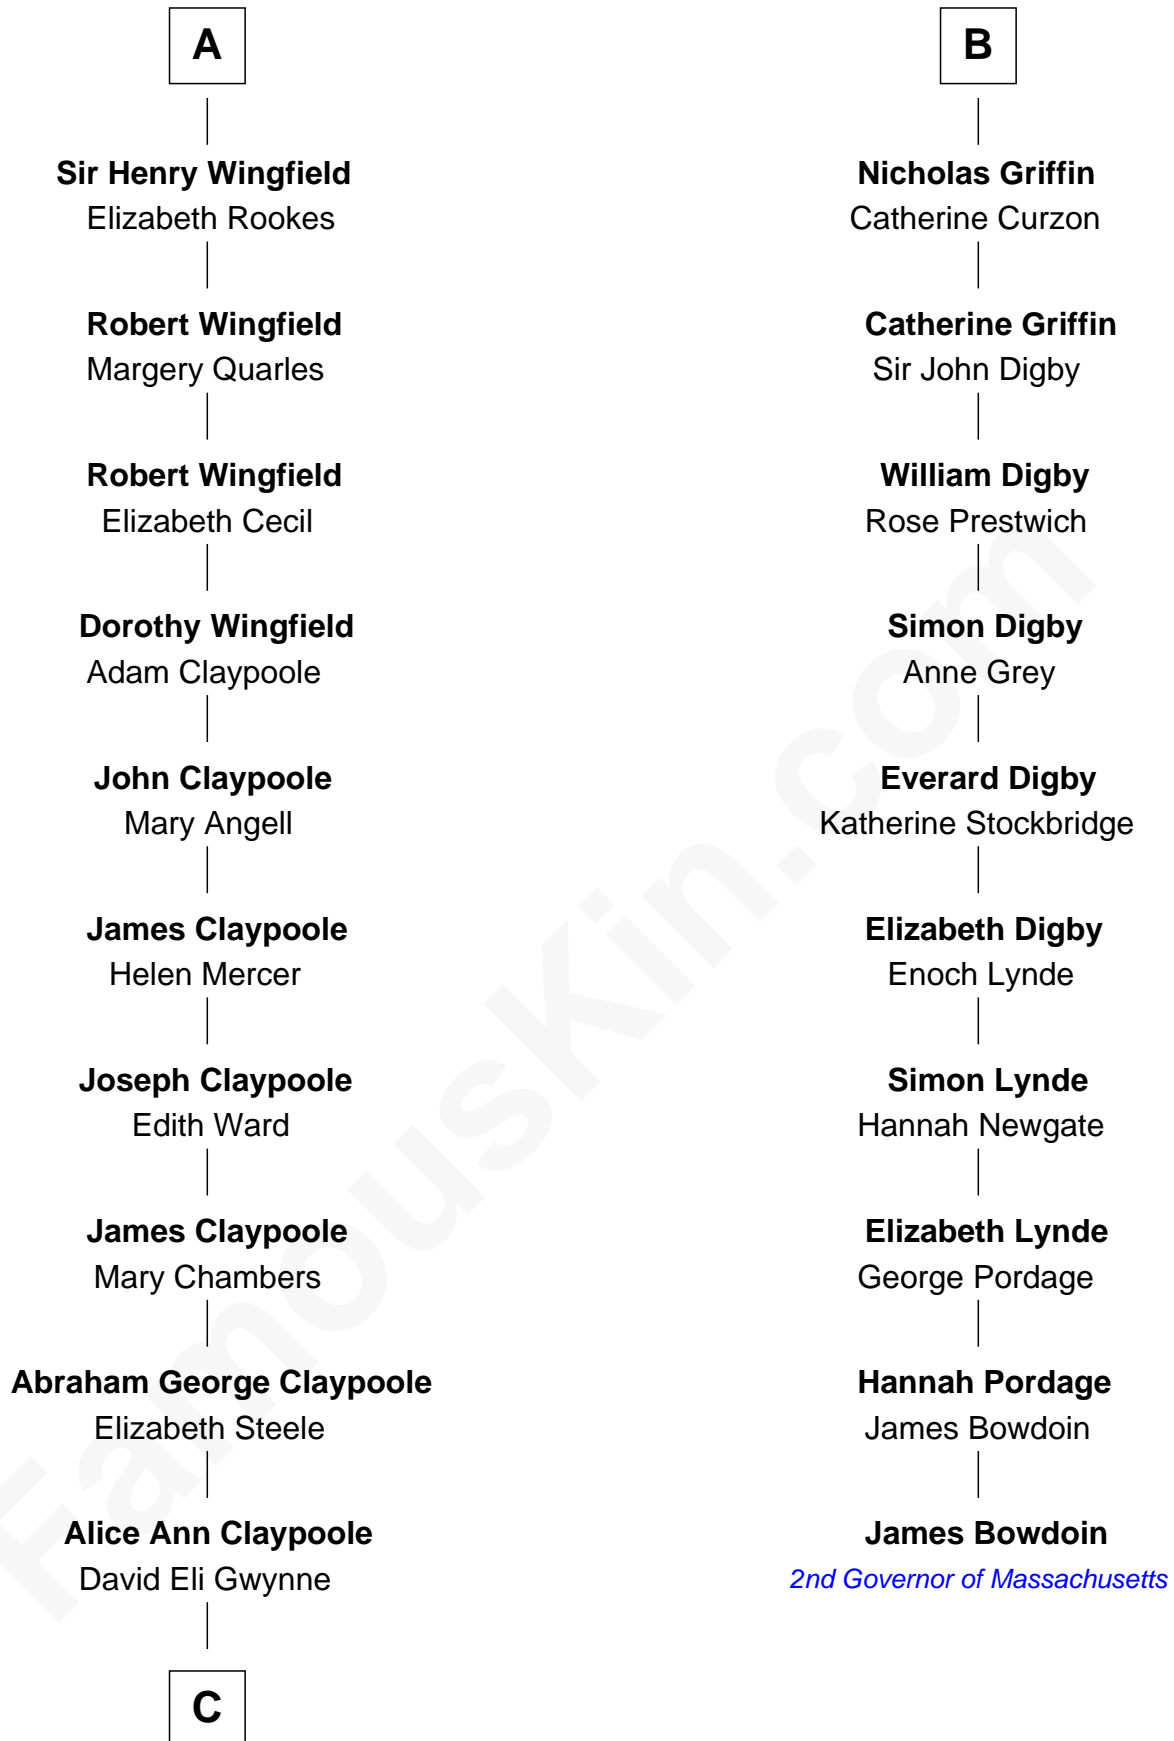 A
Sir Henry Wingfield
Elizabeth Rookes
Robert Wingfield
Margery Quarles
Robert Wingfield
Elizabeth Cecil
Dorothy Wingfield
Adam Claypoole
John Claypoole
Mary Angell
James Claypoole
Helen Mercer
Joseph Claypoole
Edith Ward
James Claypoole
Mary Chambers
Abraham George Claypoole
Elizabeth Steele
Alice Ann Claypoole
David Eli Gwynne
C
B
Nicholas Griffin
Catherine Curzon
Catherine Griffin
Sir John Digby
William Digby
Rose Prestwich
Simon Digby
Anne Grey
Everard Digby
Katherine Stockbridge
Elizabeth Digby
Enoch Lynde
Simon Lynde
Hannah Newgate
Elizabeth Lynde
George Pordage
Hannah Pordage
James Bowdoin
James Bowdoin
2nd Governor of Massachusetts
FamousKin.com